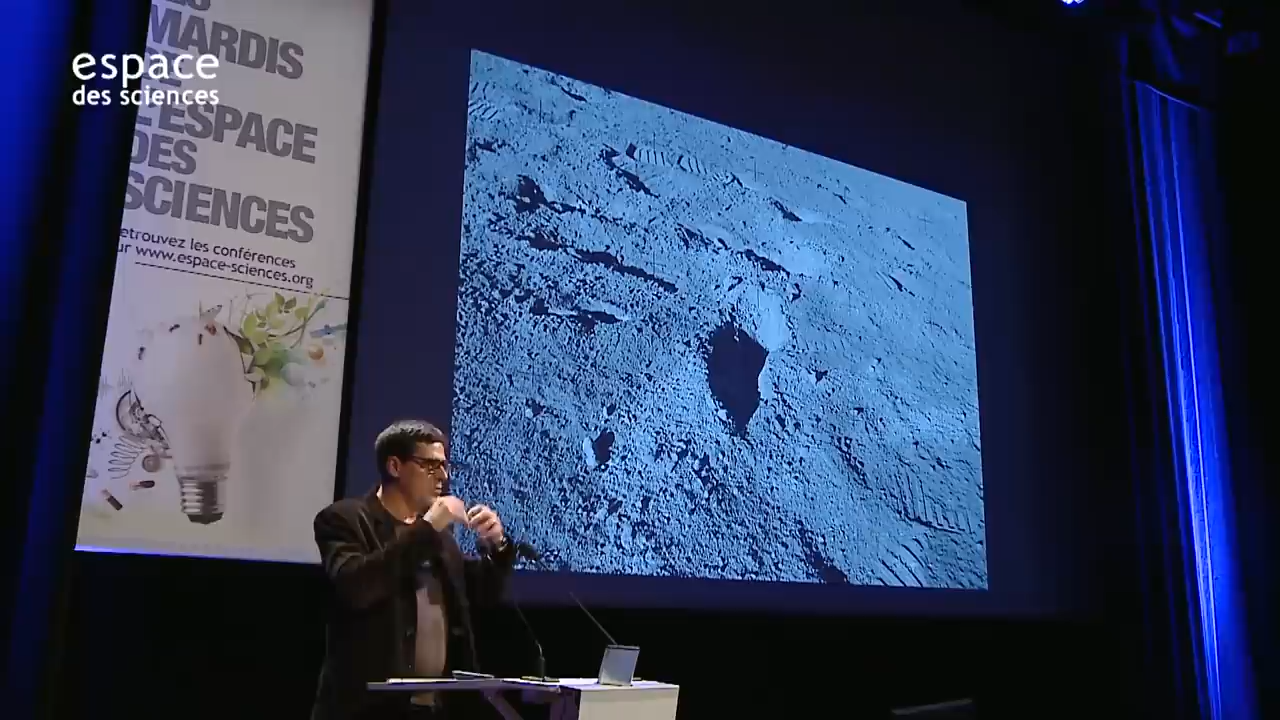 espace
des sciences
MARDIS
L'ESPACE
DES
SCIENCES
etrouvez les conférences
ur www.espace-sciences.org